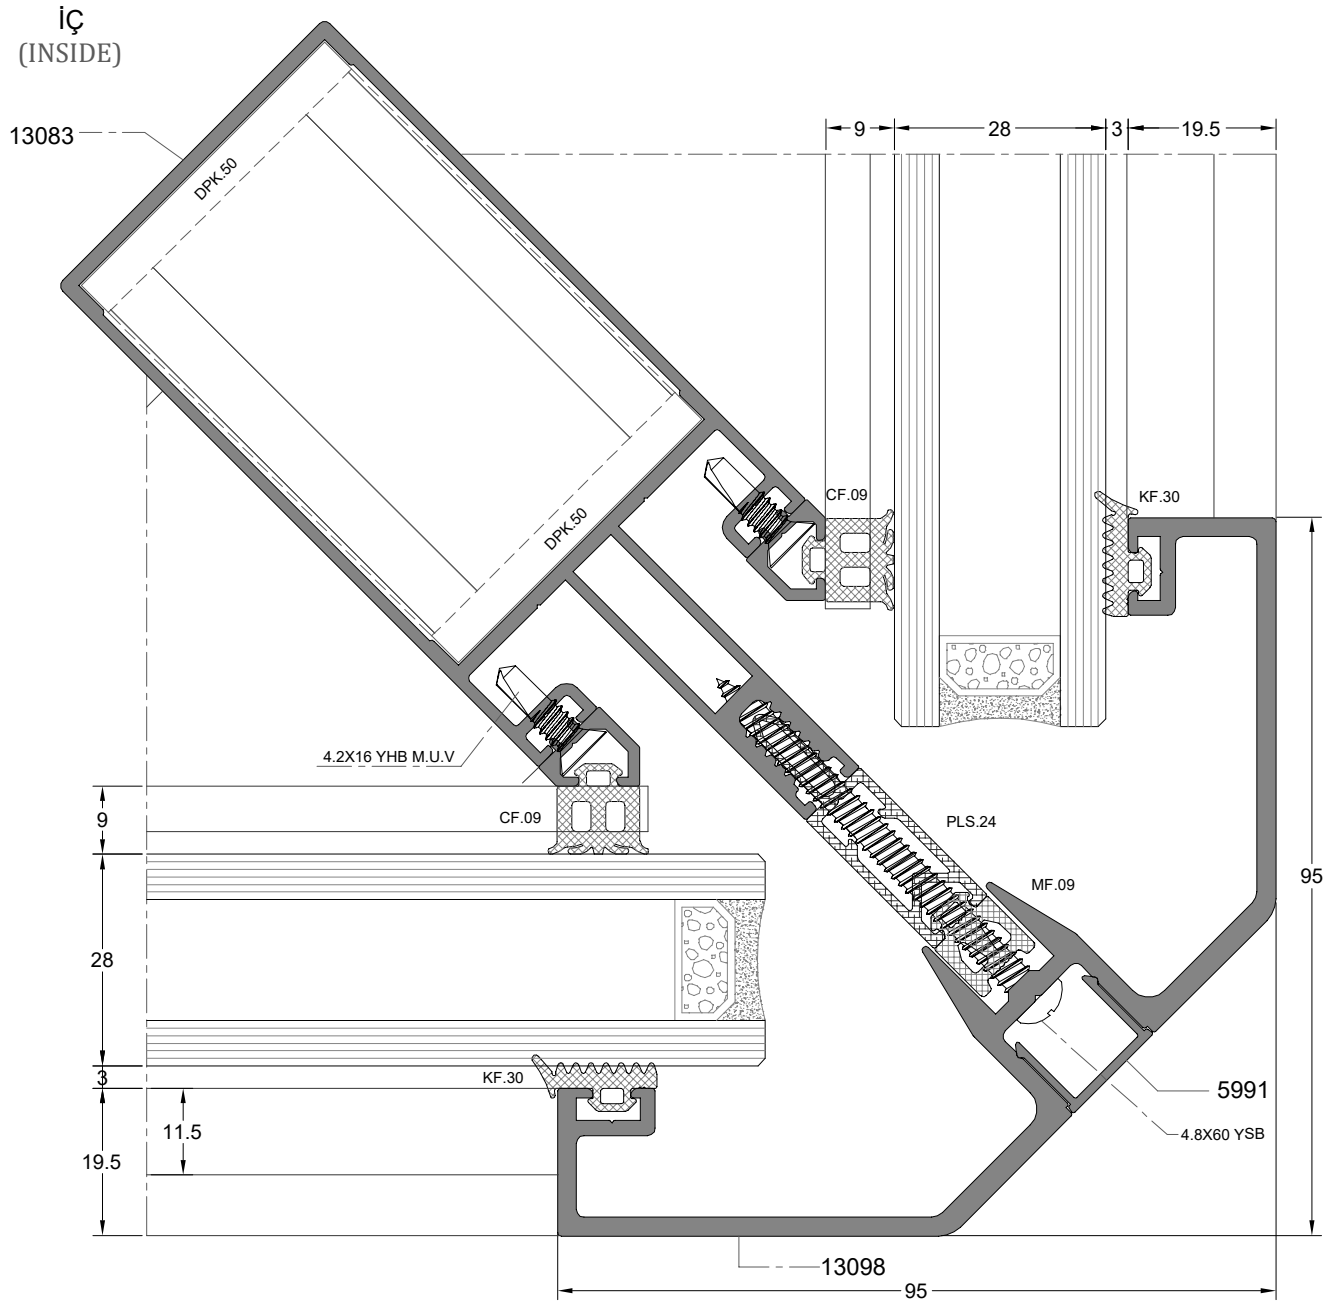 İÇ
(INSIDE)
13083
DPK.50
9
28
3
19.5
CF.09
KF.30
DPK.50
4.2X16 YHB M.U.V
9
CF.09
PLS.24
MF.09
95
28
3
KF.30
5991
11.5
4.8X60 YSB
19.5
13098
95